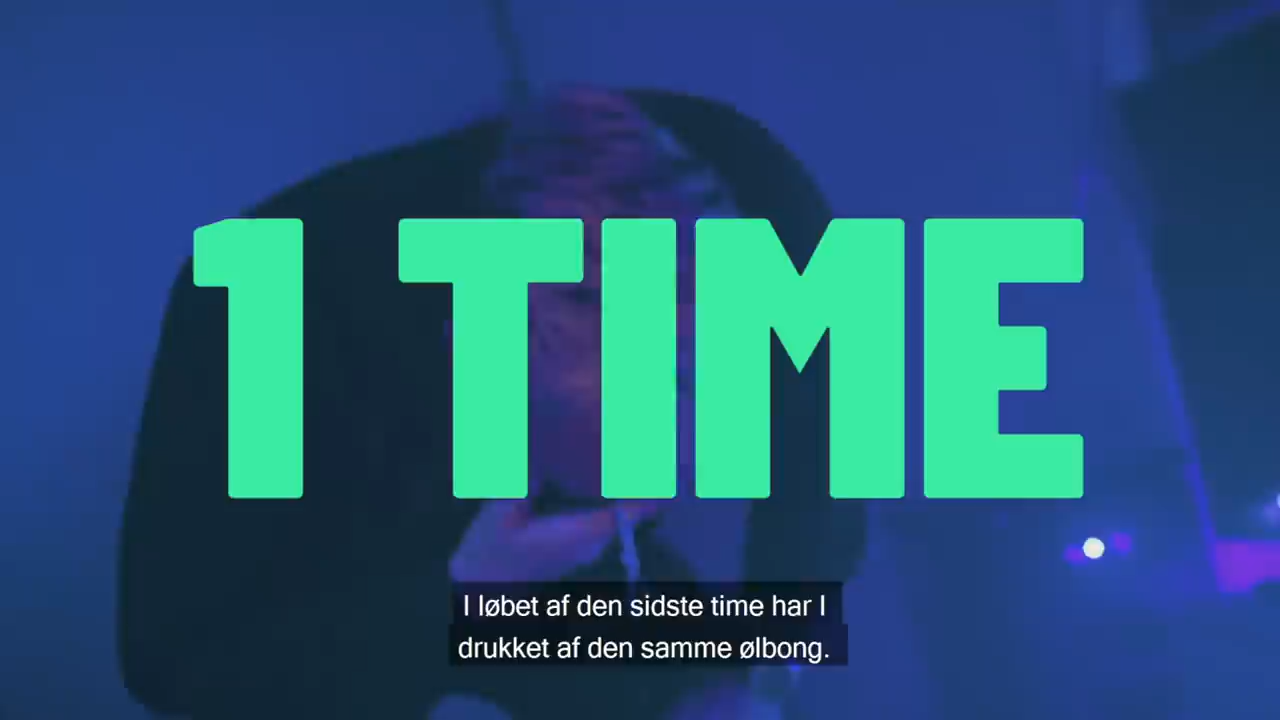 1 TIME
I løbet af den sidste time har I
drukket af den samme ølbong.